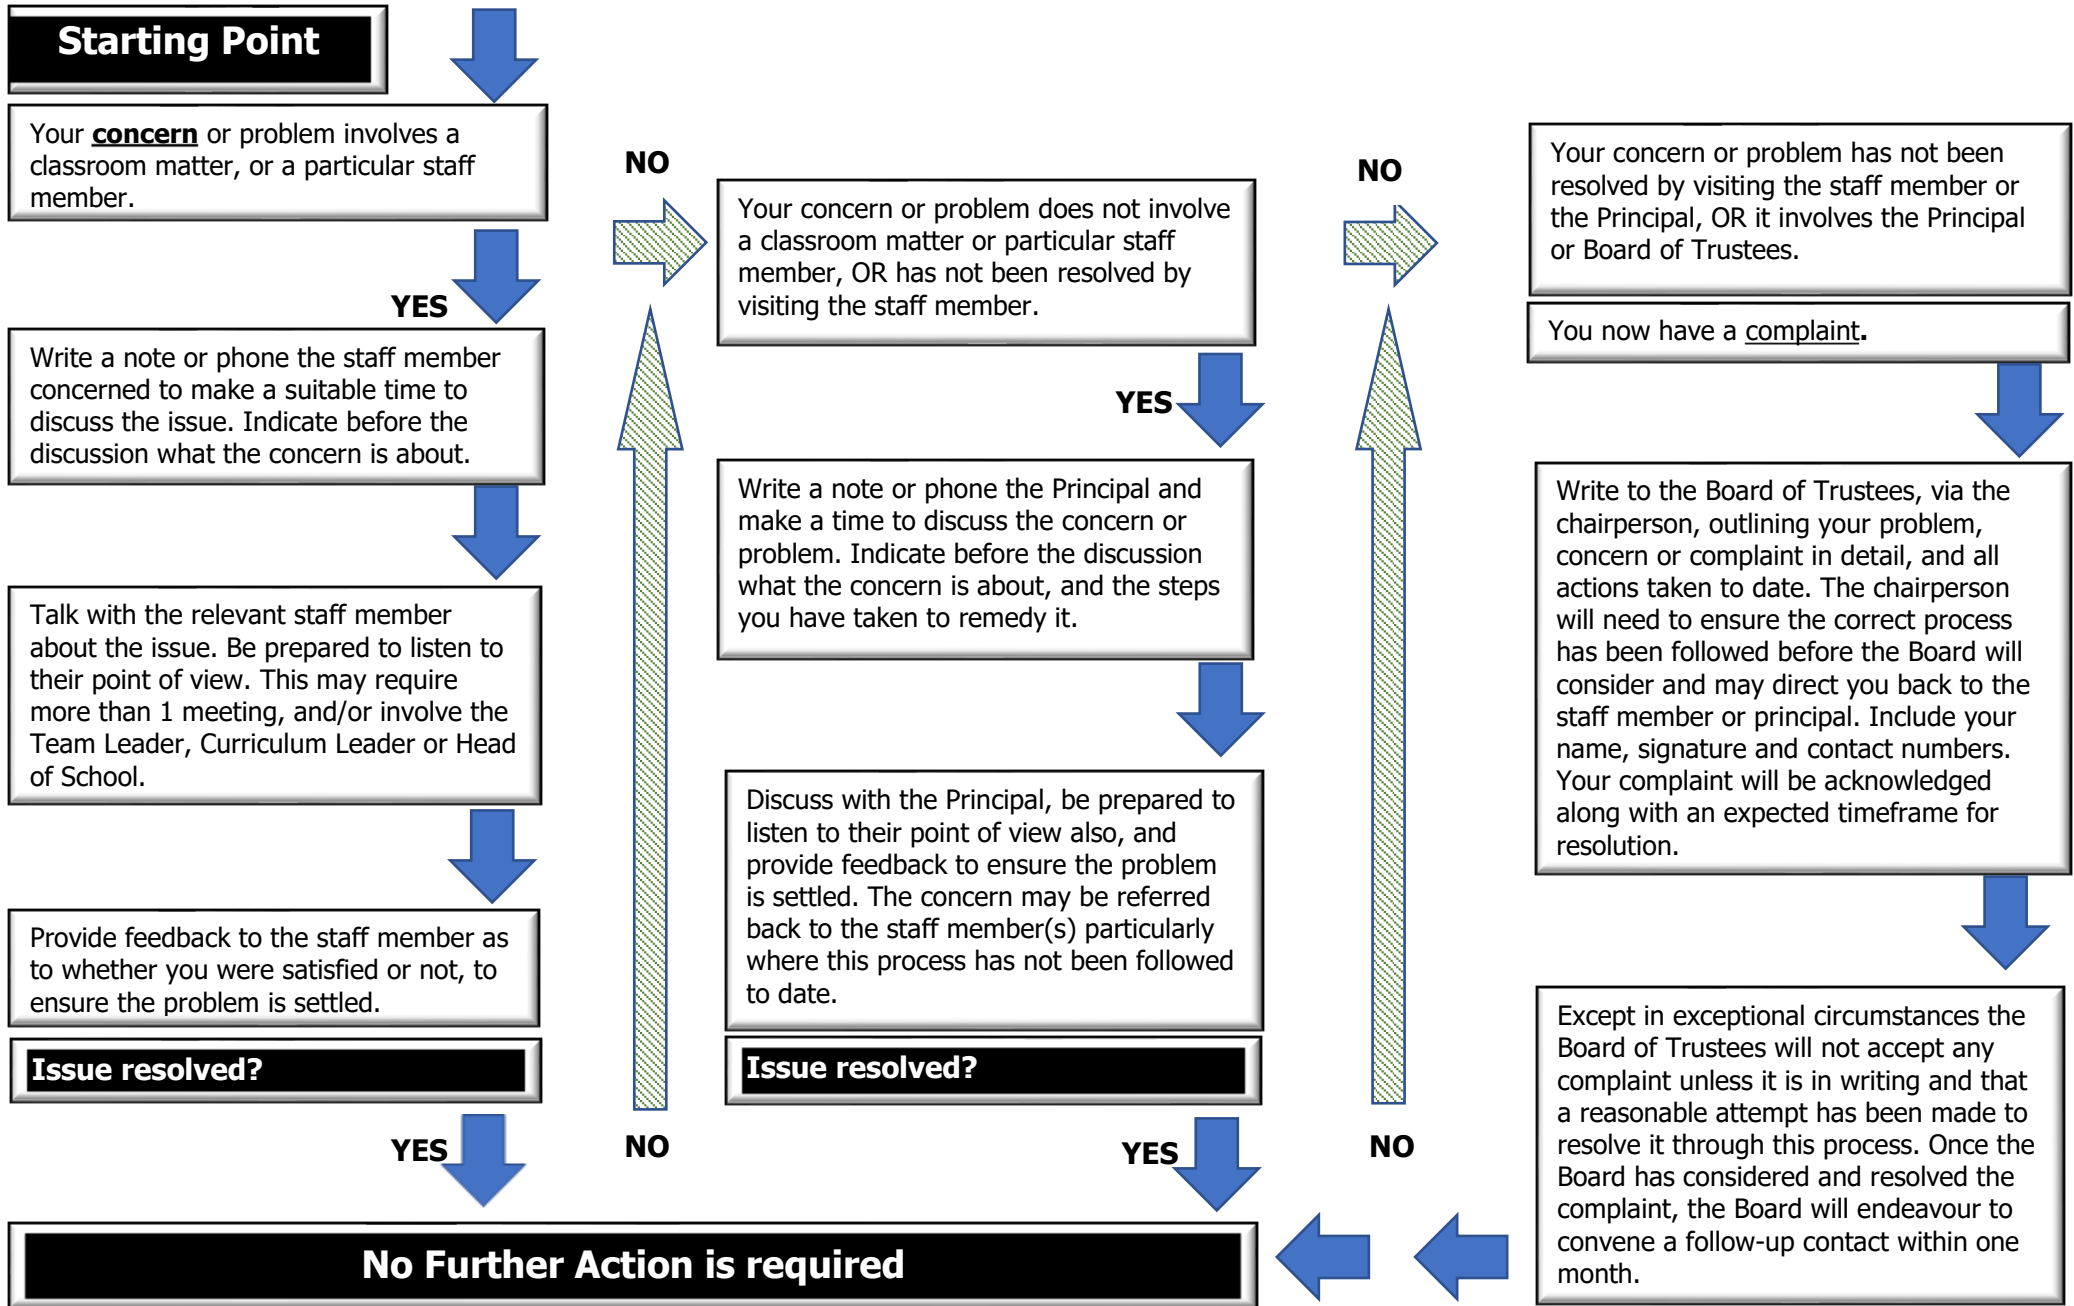 Starting Point
Your concern or problem involves a
classroom matter, or a particular staff
member.
YES
Write a note or phone the staff member
concerned to make a suitable time to
discuss the issue. Indicate before the
discussion what the concern is about.
Talk with the relevant staff member
about the issue. Be prepared to listen to
their point of view. This may require
more than 1 meeting, and/or involve the
Team Leader, Curriculum Leader or Head
of School.
Provide feedback to the staff member as
to whether you were satisfied or not, to
ensure the problem is settled.
Issue resolved?
YES
NO
NO
Your concern or problem does not involve
a classroom matter or particular staff
member, OR has not been resolved by
visiting the staff member.
YES
Write a note or phone the Principal and
make a time to discuss the concern or
problem. Indicate before the discussion
what the concern is about, and the steps
you have taken to remedy it.
Discuss with the Principal, be prepared to
listen to their point of view also, and
provide feedback to ensure the problem
is settled. The concern may be referred
back to the staff member(s) particularly
where this process has not been followed
to date.
Issue resolved?
YES
NO
NO
Your concern or problem has not been
resolved by visiting the staff member or
the Principal, OR it involves the Principal
or Board of Trustees.
You now have a complaint.
Write to the Board of Trustees, via the
chairperson, outlining your problem,
concern or complaint in detail, and all
actions taken to date. The chairperson
will need to ensure the correct process
has been followed before the Board will
consider and may direct you back to the
staff member or principal. Include your
name, signature and contact numbers.
Your complaint will be acknowledged
along with an expected timeframe for
resolution.
Except in exceptional circumstances the
Board of Trustees will not accept any
complaint unless it is in writing and that
a reasonable attempt has been made to
resolve it through this process. Once the
Board has considered and resolved the
complaint, the Board will endeavour to
convene a follow-up contact within one
month.
No Further Action is required